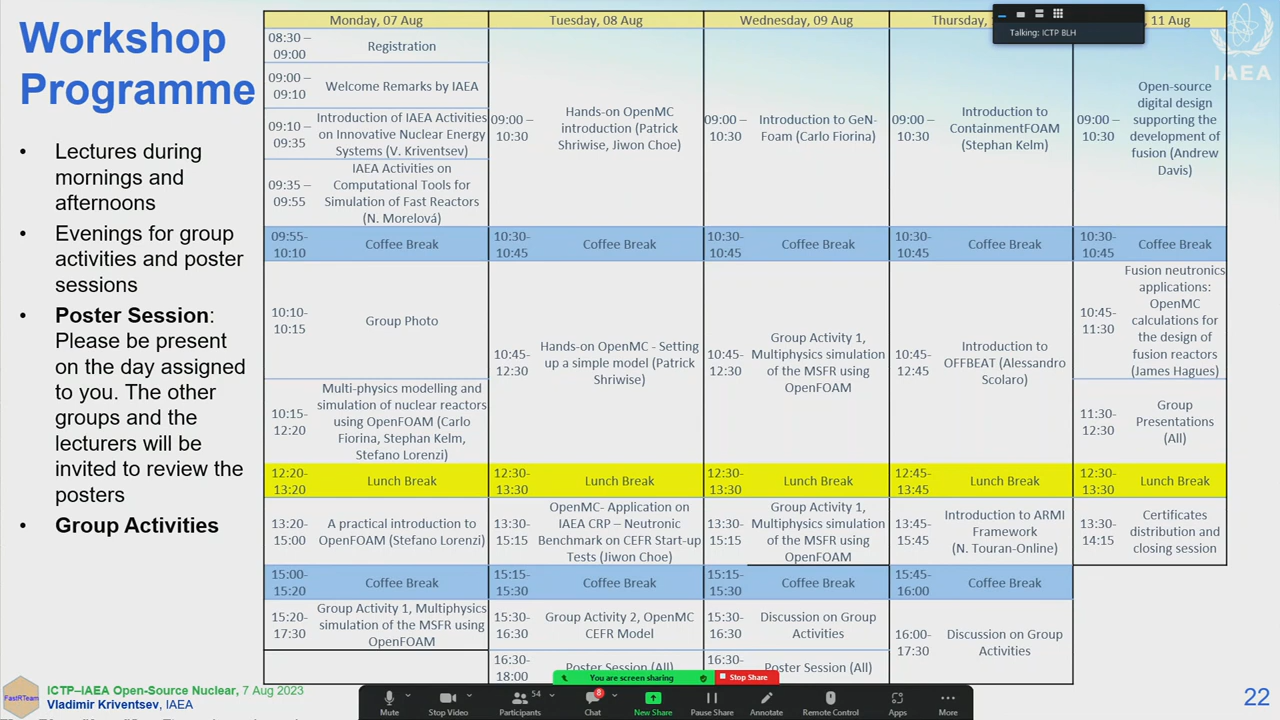 Workshop
Programme
• Lectures during
mornings and
afternoons
• Evenings for group
activities and poster
sessions
• Poster Session:
Please be present
on the day assigned
to you. The other
groups and the
lecturers will be
invited to review the
posters
• Group Activities
Monday, 07 Aug
08:30 –
09:00
Registration
09:00 –
09:10
Welcome Remarks by IAEA
09:10 –
09:35
Introduction of IAEA Activities
on Innovative Nuclear Energy
Systems (V. Kriventsev)
09:35 –
09:55
IAEA Activities on
Computational Tools for
Simulation of Fast Reactors
(N. Morelová)
09:55-
10:10
Coffee Break
10:10-
10:15
Group Photo
10:15-
12:20
Multi-physics modelling and
simulation of nuclear reactors
using OpenFOAM (Carlo
Fiorina, Stephan Kelm,
Stefano Lorenzi)
12:20-
13:20
Lunch Break
13:20-
15:00
A practical introduction to
OpenFOAM (Stefano Lorenzi)
15:00-
15:20
Coffee Break
15:20-
17:30
Group Activity 1, Multiphysics
simulation of the MSFR using
OpenFOAM
Tuesday, 08 Aug
09:00 –
10:30
Hands-on OpenMC
introduction (Patrick
Shriwise, Jiwon Choe)
10:30-
10:45
Coffee Break
10:45-
12:30
Hands-on OpenMC - Setting
up a simple model (Patrick
Shriwise)
12:30-
13:30
Lunch Break
13:30-
15:15
OpenMC- Application on
IAEA CRP – Neutronic
Benchmark on CEFR Start-up
Tests (Jiwon Choe)
15:15-
15:30
Coffee Break
15:30-
16:30
Group Activity 2, OpenMC
CEFR Model
16:30-
18:00
Poster Session (All)
Wednesday, 09 Aug
09:00 –
10:30
Introduction to GeN-
Foam (Carlo Fiorina)
10:30-
10:45
Coffee Break
10:45-
12:30
Group Activity 1,
Multiphysics simulation
of the MSFR using
OpenFOAM
12:30-
13:30
Lunch Break
13:30-
15:15
Group Activity 1,
Multiphysics simulation
of the MSFR using
OpenFOAM
15:15-
15:30
Coffee Break
15:30-
16:30
Discussion on Group
Activities
16:30-
Poster Session (All)
Thursday,
09:00 –
10:30
Introduction to
ContainmentFOAM
(Stephan Kelm)
10:30-
10:45
Coffee Break
10:45-
12:45
Introduction to
OFFBEAT (Alessandro
Scolaro)
12:45-
13:45
Lunch Break
13:45-
15:45
Introduction to ARMI
Framework
(N. Touran-Online)
15:45-
16:00
Coffee Break
16:00-
17:30
Discussion on Group
Activities
11 Aug
09:00 –
10:30
Open-source
digital design
supporting the
development of
fusion (Andrew
Davis)
10:30-
10:45
Coffee Break
10:45-
11:30
Fusion neutronics
applications:
OpenMC
calculations for
the design of
fusion reactors
(James Hagues)
11:30-
12:30
Group
Presentations
(All)
12:30-
13:30
Lunch Break
13:30-
14:15
Certificates
distribution and
closing session
Talking: ICTP BLH
IAEA
You are screen sharing
Stop Share
Mute
Stop Video
54
Participants
8
Chat
New Share
Pause Share
Annotate
Remote Control
Apps
More
FastRTeam
ICTP–IAEA Open-Source Nuclear, 7 Aug 2023
Vladimir Kriventsev, IAEA
22